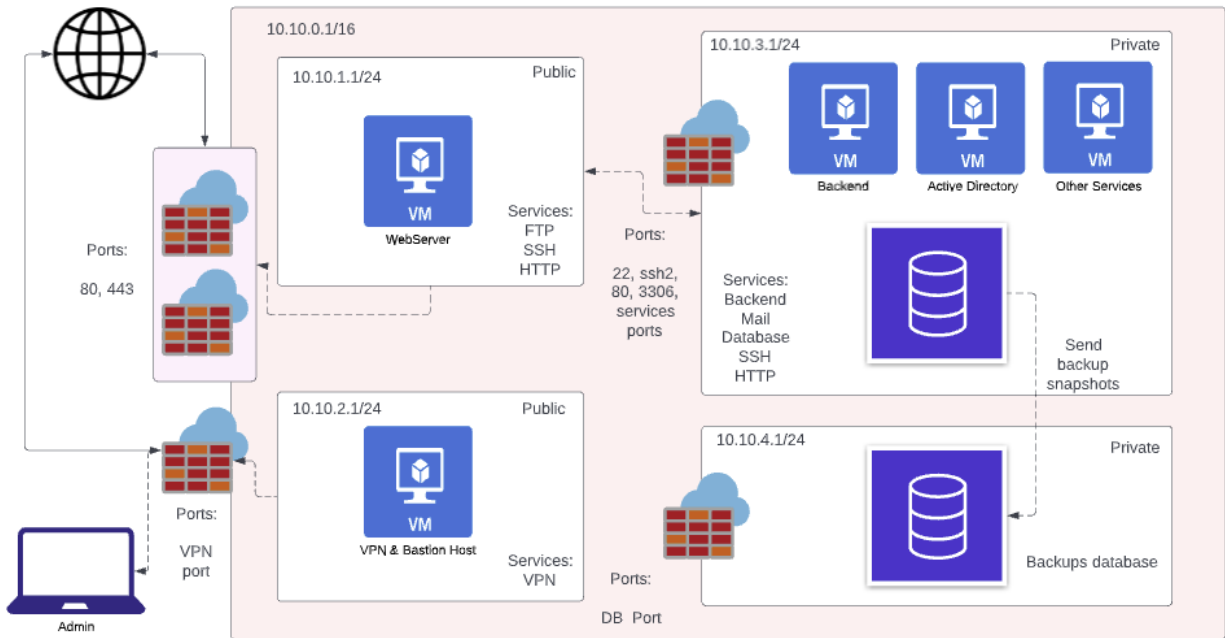 10.10.0.1/16
10.10.1.1/24
Public
VM
WebServer
Services:
FTP
SSH
HTTP
Ports:
80, 443
10.10.3.1/24
Private
VM
Backend
VM
Active Directory
VM
Other Services
Ports:
22, ssh2,
80, 3306,
services
ports
Services:
Backend
Mail
Database
SSH
HTTP
Send
backup
snapshots
10.10.2.1/24
Public
VM
VPN & Bastion Host
Services:
VPN
Ports:
VPN
port
Admin
10.10.4.1/24
Private
Backups database
Ports:
DB Port